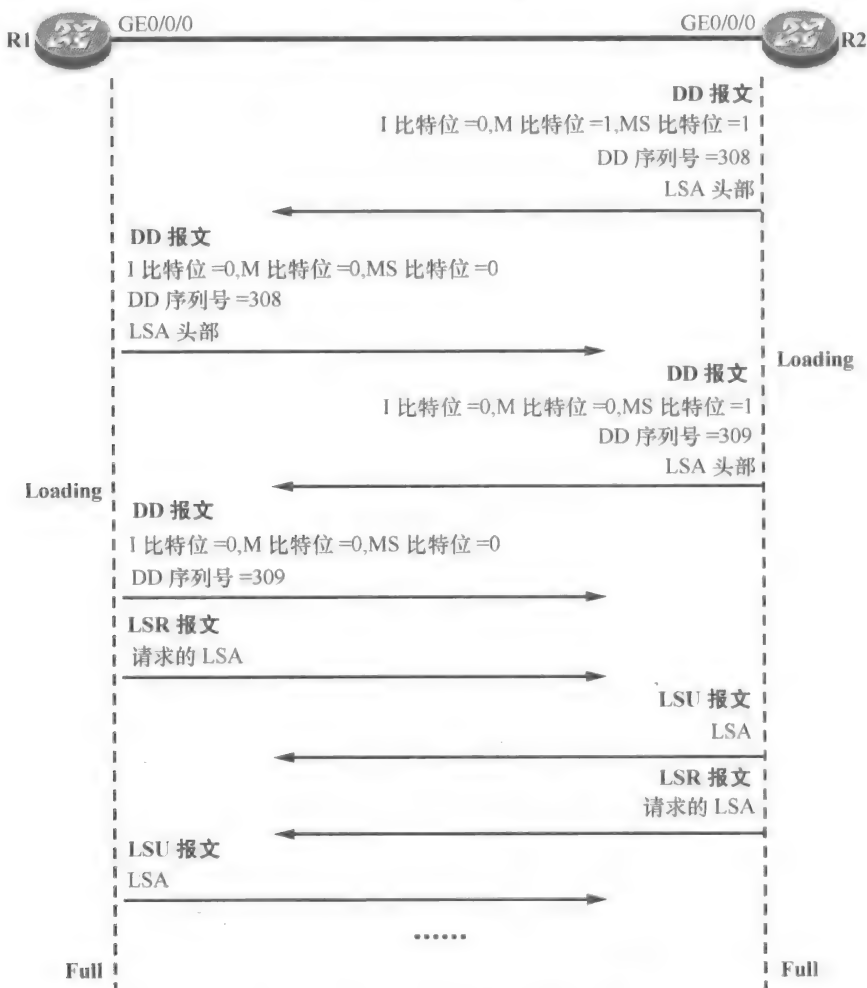 GE0/0/0
GE0/0/0
R1
R2
DD 报文
I 比特位 =0,M 比特位 =1,MS 比特位 =1
DD 序列号 =308
LSA 头部
DD 报文
I 比特位 =0,M 比特位 =0,MS 比特位 =0
DD 序列号 =308
LSA 头部
Loading
DD 报文
I 比特位 =0,M 比特位 =0,MS 比特位 =1
DD 序列号 =309
LSA 头部
Loading
DD 报文
I 比特位 =0,M 比特位 =0,MS 比特位 =0
DD 序列号 =309
LSR 报文
请求的 LSA
LSU 报文
LSA
LSR 报文
请求的 LSA
LSU 报文
LSA
......
Full
Full